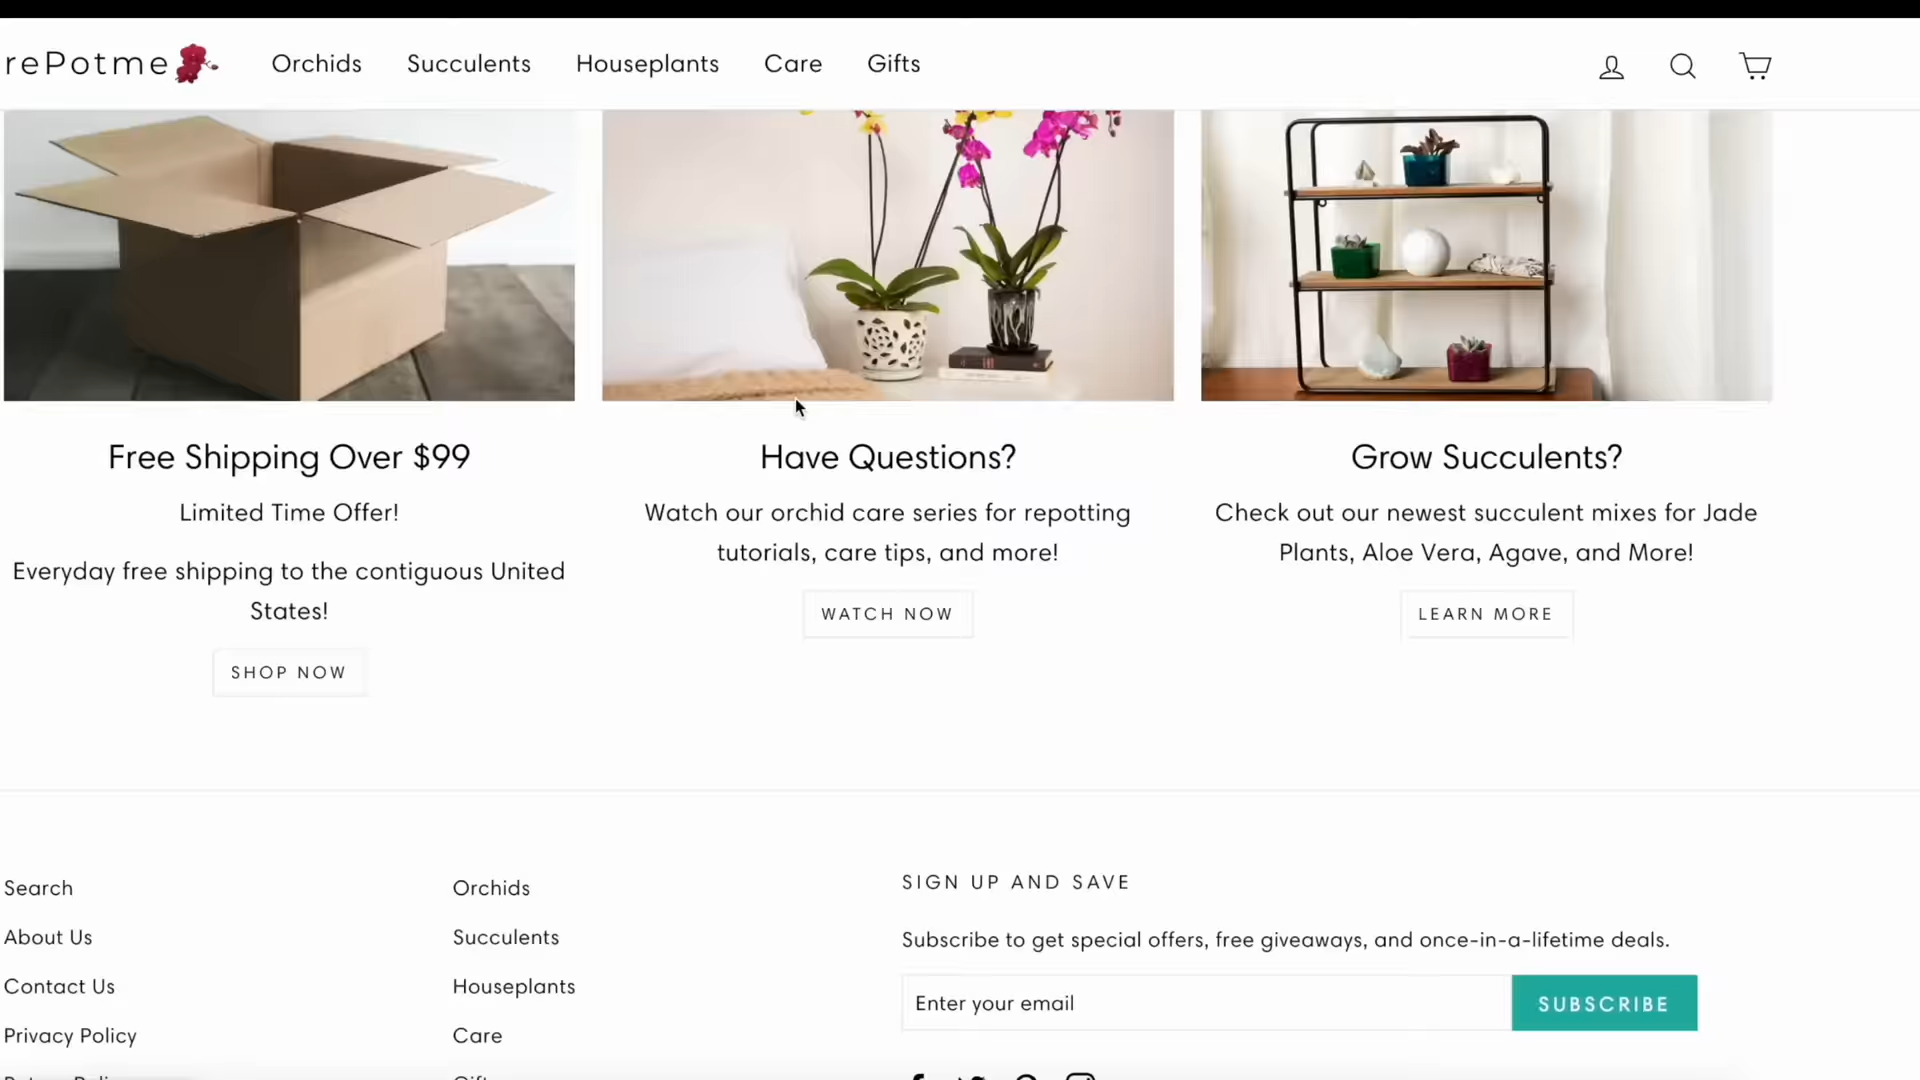 rePotme
Orchids
Succulents
Houseplants
Care
Gifts
Free Shipping Over $99
Limited Time Offer!
Everyday free shipping to the contiguous United
States!
SHOP NOW
Have Questions?
Watch our orchid care series for repotting
tutorials, care tips, and more!
WATCH NOW
Grow Succulents?
Check out our newest succulent mixes for Jade
Plants, Aloe Vera, Agave, and More!
LEARN MORE
Search
About Us
Contact Us
Privacy Policy
Orchids
Succulents
Houseplants
Care
SIGN UP AND SAVE
Subscribe to get special offers, free giveaways, and once-in-a-lifetime deals.
Enter your email
SUBSCRIBE